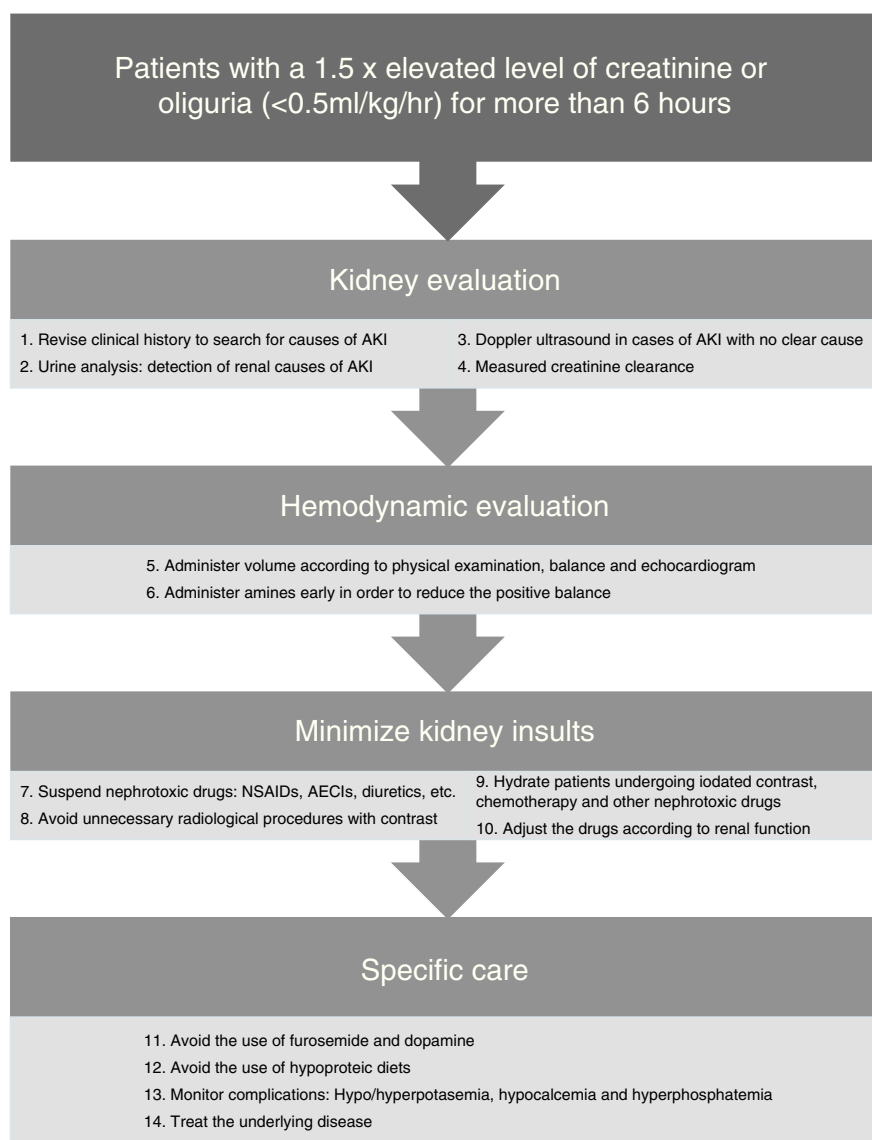 Patients with a 1.5 x elevated level of creatinine or
oliguria (<0.5ml/kg/hr) for more than 6 hours
Kidney evaluation
1. Revise clinical history to search for causes of AKI
2. Urine analysis: detection of renal causes of AKI
3. Doppler ultrasound in cases of AKI with no clear cause
4. Measured creatinine clearance
Hemodynamic evaluation
5. Administer volume according to physical examination, balance and echocardiogram
6. Administer amines early in order to reduce the positive balance
Minimize kidney insults
7. Suspend nephrotoxic drugs: NSAIDs, AECIs, diuretics, etc.
8. Avoid unnecessary radiological procedures with contrast
9. Hydrate patients undergoing iodated contrast,
chemotherapy and other nephrotoxic drugs
10. Adjust the drugs according to renal function
Specific care
11. Avoid the use of furosemide and dopamine
12. Avoid the use of hypoproteic diets
13. Monitor complications: Hypo/hyperpotasemia, hypocalcemia and hyperphosphatemia
14. Treat the underlying disease